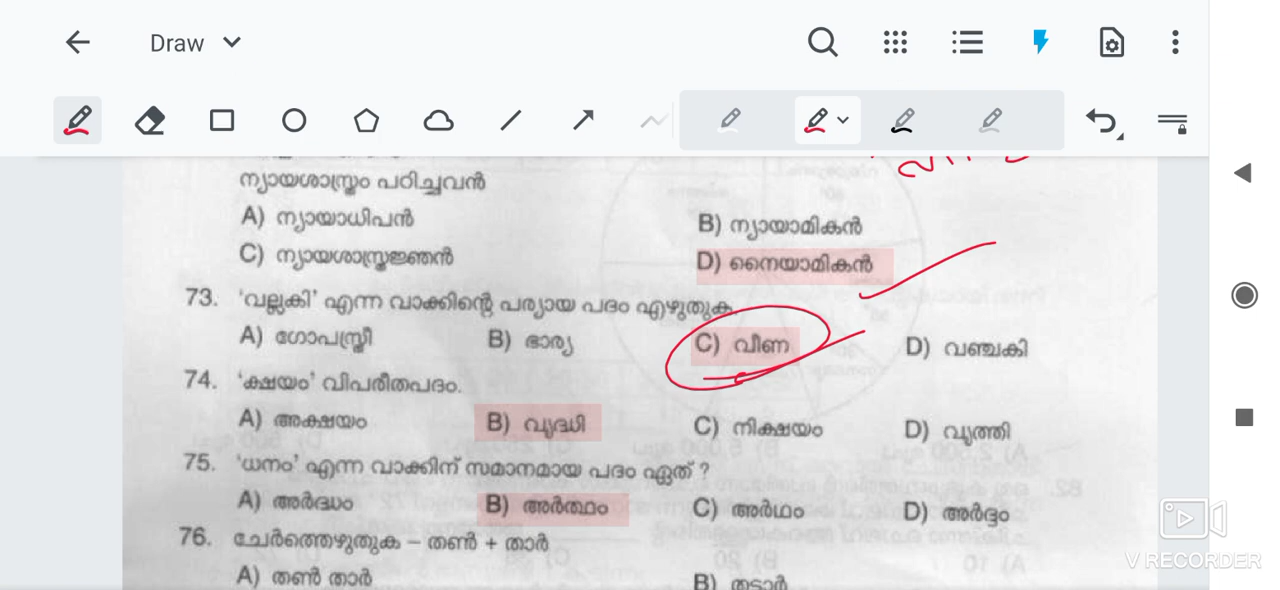 Draw
ന്യായശാസ്ത്രം പഠിച്ചവൻ
A) ന്യായാധിപൻ B) ന്യായാമികൻ
C) ന്യായശാസ്ത്രജ്ഞൻ D) നൈയാമികൻ
73. 'വല്ലകി' എന്ന വാക്കിന്റെ പര്യായ പദം എഴുതുക.
A) ഗോപസ്ത്രീ B) ഭാര്യ C) വീണ D) വഞ്ചകി
74. 'ക്ഷയം' വിപരീതപദം.
A) അക്ഷയം B) വൃദ്ധി C) നിക്ഷയം D) വൃത്തി
75. 'ധനം' എന്ന വാക്കിന് സമാനമായ പദം ഏത് ?
A) അർദ്ധം B) അർത്ഥം C) അർഥം D) അർദ്ദം
76. ചേർത്തെഴുതുക – തൺ + താർ
A) തൺ താർ B) തട്ടാർ
V RECORDER